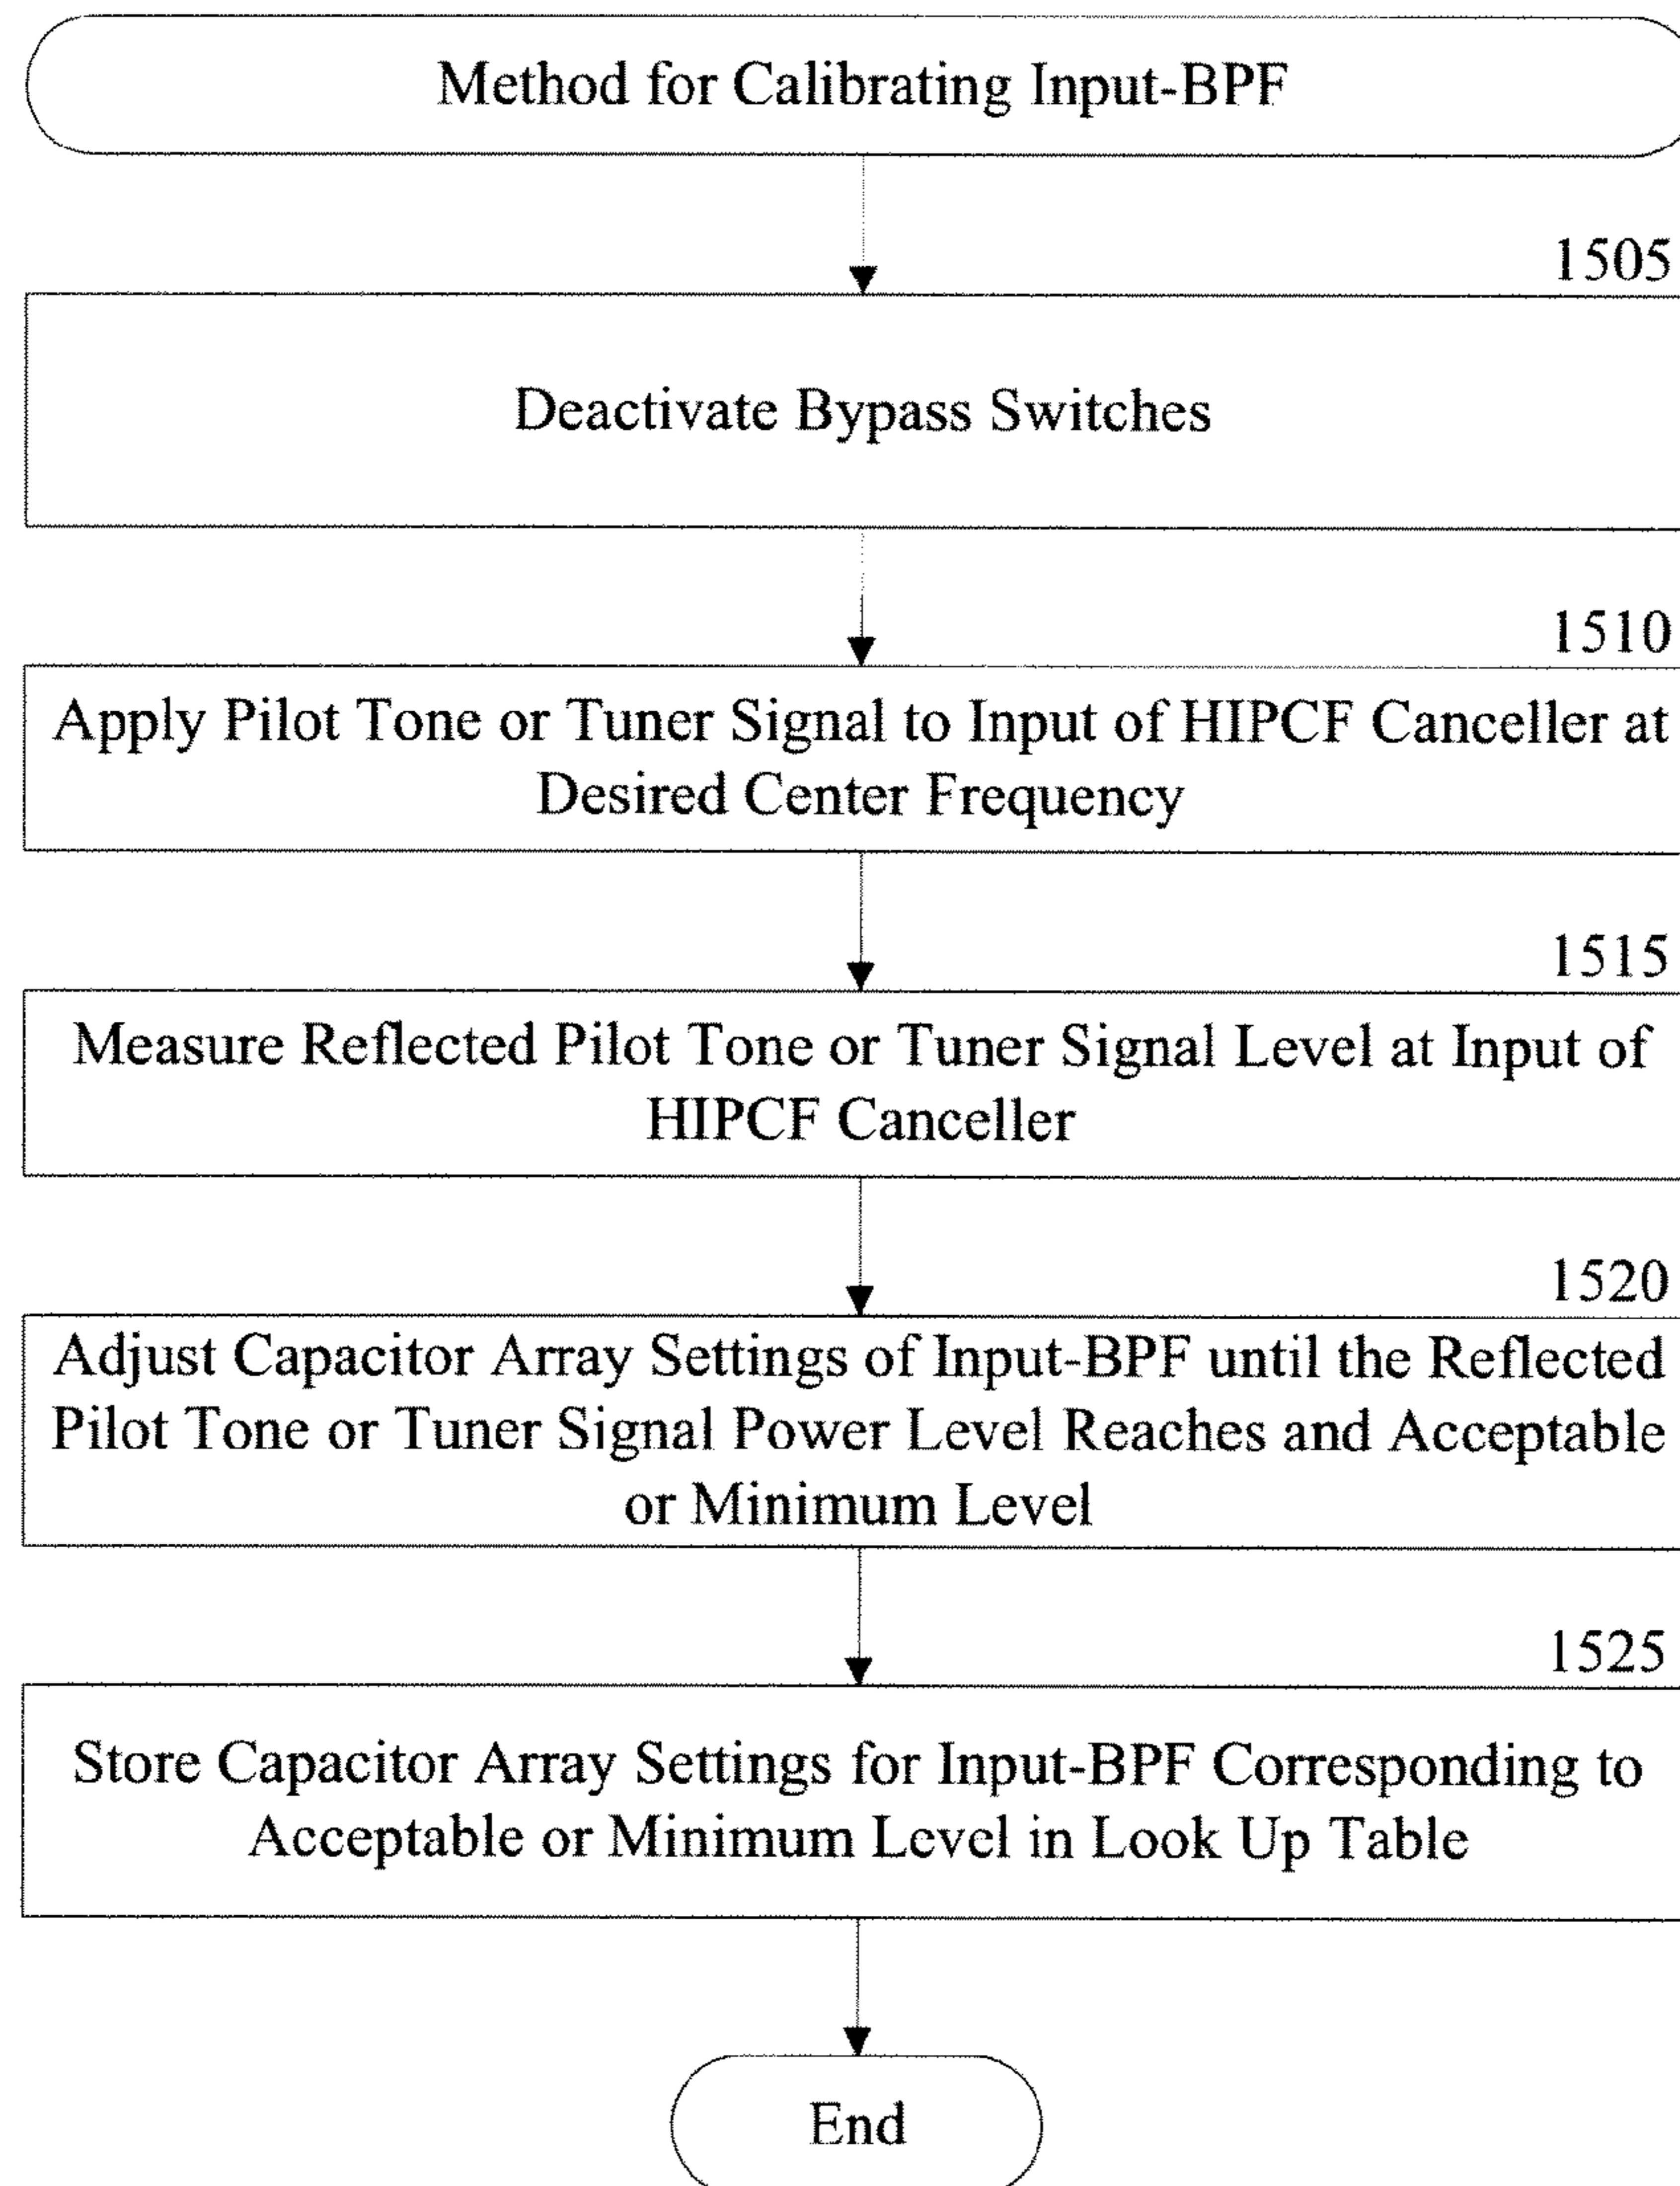 Method for Calibrating Input-BPF
1505
Deactivate Bypass Switches
1510
Apply Pilot Tone or Tuner Signal to Input of HIPCF Canceller at
Desired Center Frequency
1515
Measure Reflected Pilot Tone or Tuner Signal Level at Input of
HIPCF Canceller
1520
Adjust Capacitor Array Settings of Input-BPF until the Reflected
Pilot Tone or Tuner Signal Power Level Reaches and Acceptable
or Minimum Level
1525
Store Capacitor Array Settings for Input-BPF Corresponding to
Acceptable or Minimum Level in Look Up Table
End